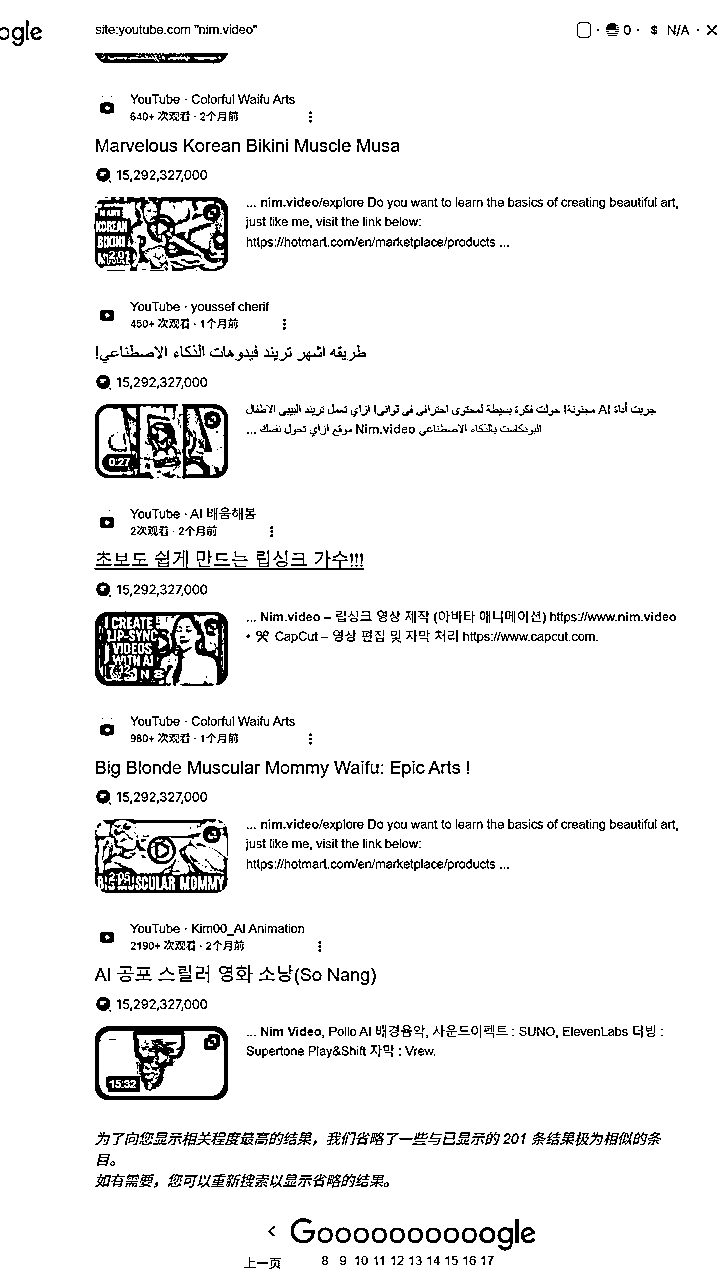 ogle
site:youtube.com "nim.video"
0 · $ N/A · ×
YouTube · Colorful Waifu Arts
640+ 次观看 · 2个月前
Marvelous Korean Bikini Muscle Musa
15,292,327,000
... nim.video/explore Do you want to learn the basics of creating beautiful art,
just like me, visit the link below:
https://hotmart.com/en/marketplace/products ...
KOREAN
BIKINI
2:01
YouTube · youssef cherif
450+ 次观看 · 1个月前
طريقه اشهر تريند فيدوهات الذكاء الاصطناعي!
15,292,327,000
جربت أداة AI مجنونة! حولت فكرة بسيطة لمحتوى احترافي في ثواني! ازاي تعمل تريند البيبي الاطفال
البودكاست بالذكاء الاصطناعي Nim.video موقع ازاي تحول نفسك ...
0:27
YouTube · AI 배움해봄
2次观看 · 2个月前
초보도 쉽게 만드는 립싱크 가수!!!
15,292,327,000
... Nim.video – 립싱크 영상 제작 (아바타 애니메이션) https://www.nim.video
• ✂ CapCut – 영상 편집 및 자막 처리 https://www.capcut.com.
CREATE
LIP-SYNC
VIDEOS
WITH AI
7:12
YouTube · Colorful Waifu Arts
980+ 次观看 · 1个月前
Big Blonde Muscular Mommy Waifu: Epic Arts !
15,292,327,000
... nim.video/explore Do you want to learn the basics of creating beautiful art,
just like me, visit the link below:
https://hotmart.com/en/marketplace/products ...
2:05
BIG MUSCULAR MOMMY
YouTube · Kim00_AI Animation
2190+ 次观看 · 2个月前
AI 공포 스릴러 영화 소낭(So Nang)
15,292,327,000
... Nim Video, Pollo AI 배경음악, 사운드이펙트 : SUNO, ElevenLabs 더빙 :
Supertone Play&Shift 자막 : Vrew.
15:32
为了向您显示相关程度最高的结果，我们省略了一些与已显示的 201 条结果极为相似的条
目。
如有需要，您可以重新搜索以显示省略的结果。
< Goooooooooogle
上一页 8 9 10 11 12 13 14 15 16 17